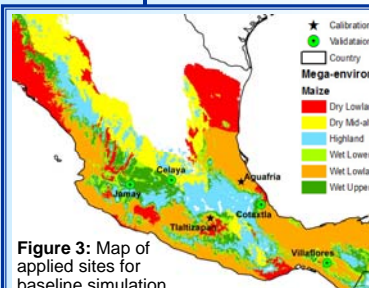 Calibration
Validataion
Country
Mega-environ
Maize
Dry Lowla
Dry Mid-al
Highland
Wet Lower
Wet Lowla
Wet Upper
Celaya
Aguafria
Jamay
Cotaxtla
Tlaltizapan
Villaflores
Figure 3: Map of
applied sites for
baseline simulation